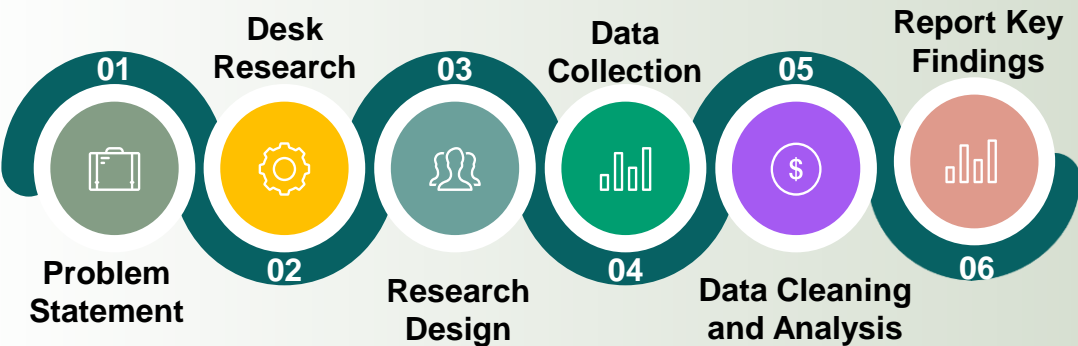 01
Problem
Statement
Desk
Research
02
03
Research
Design
Data
Collection
04
05
Data Cleaning
and Analysis
Report Key
Findings
06
$